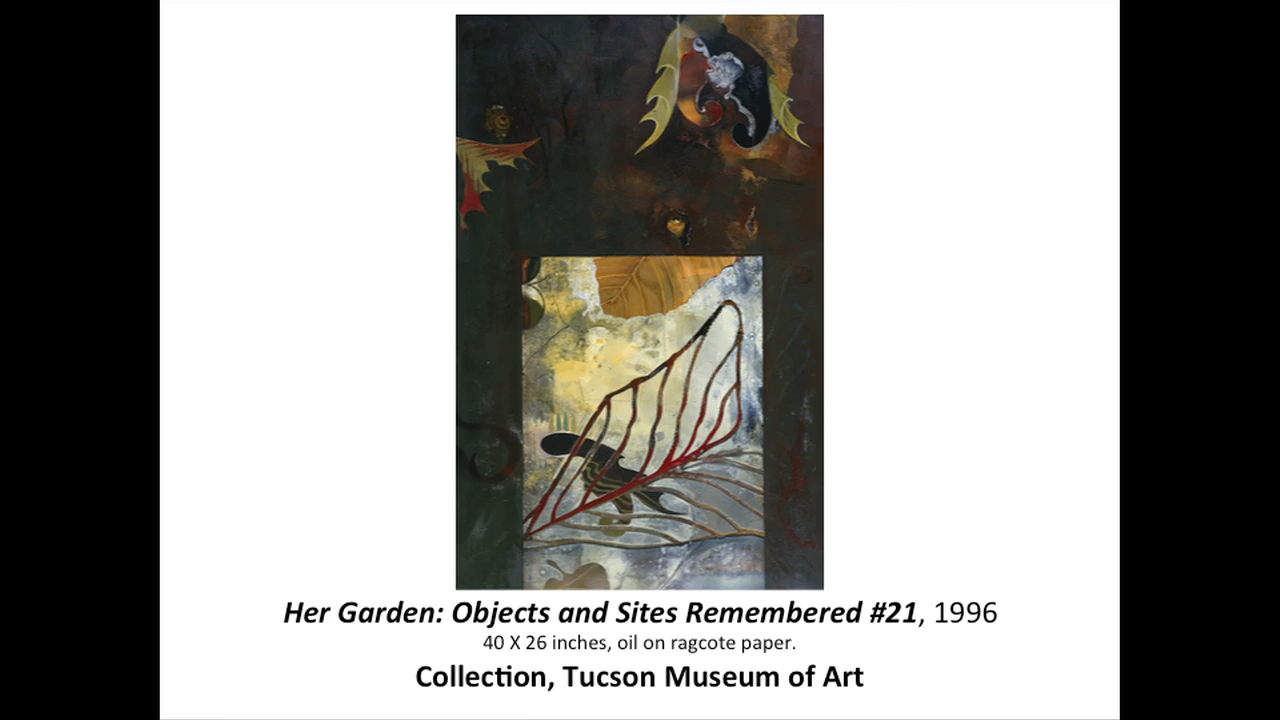 Her Garden: Objects and Sites Remembered #21, 1996
40 X 26 inches, oil on ragcote paper.
Collection, Tucson Museum of Art